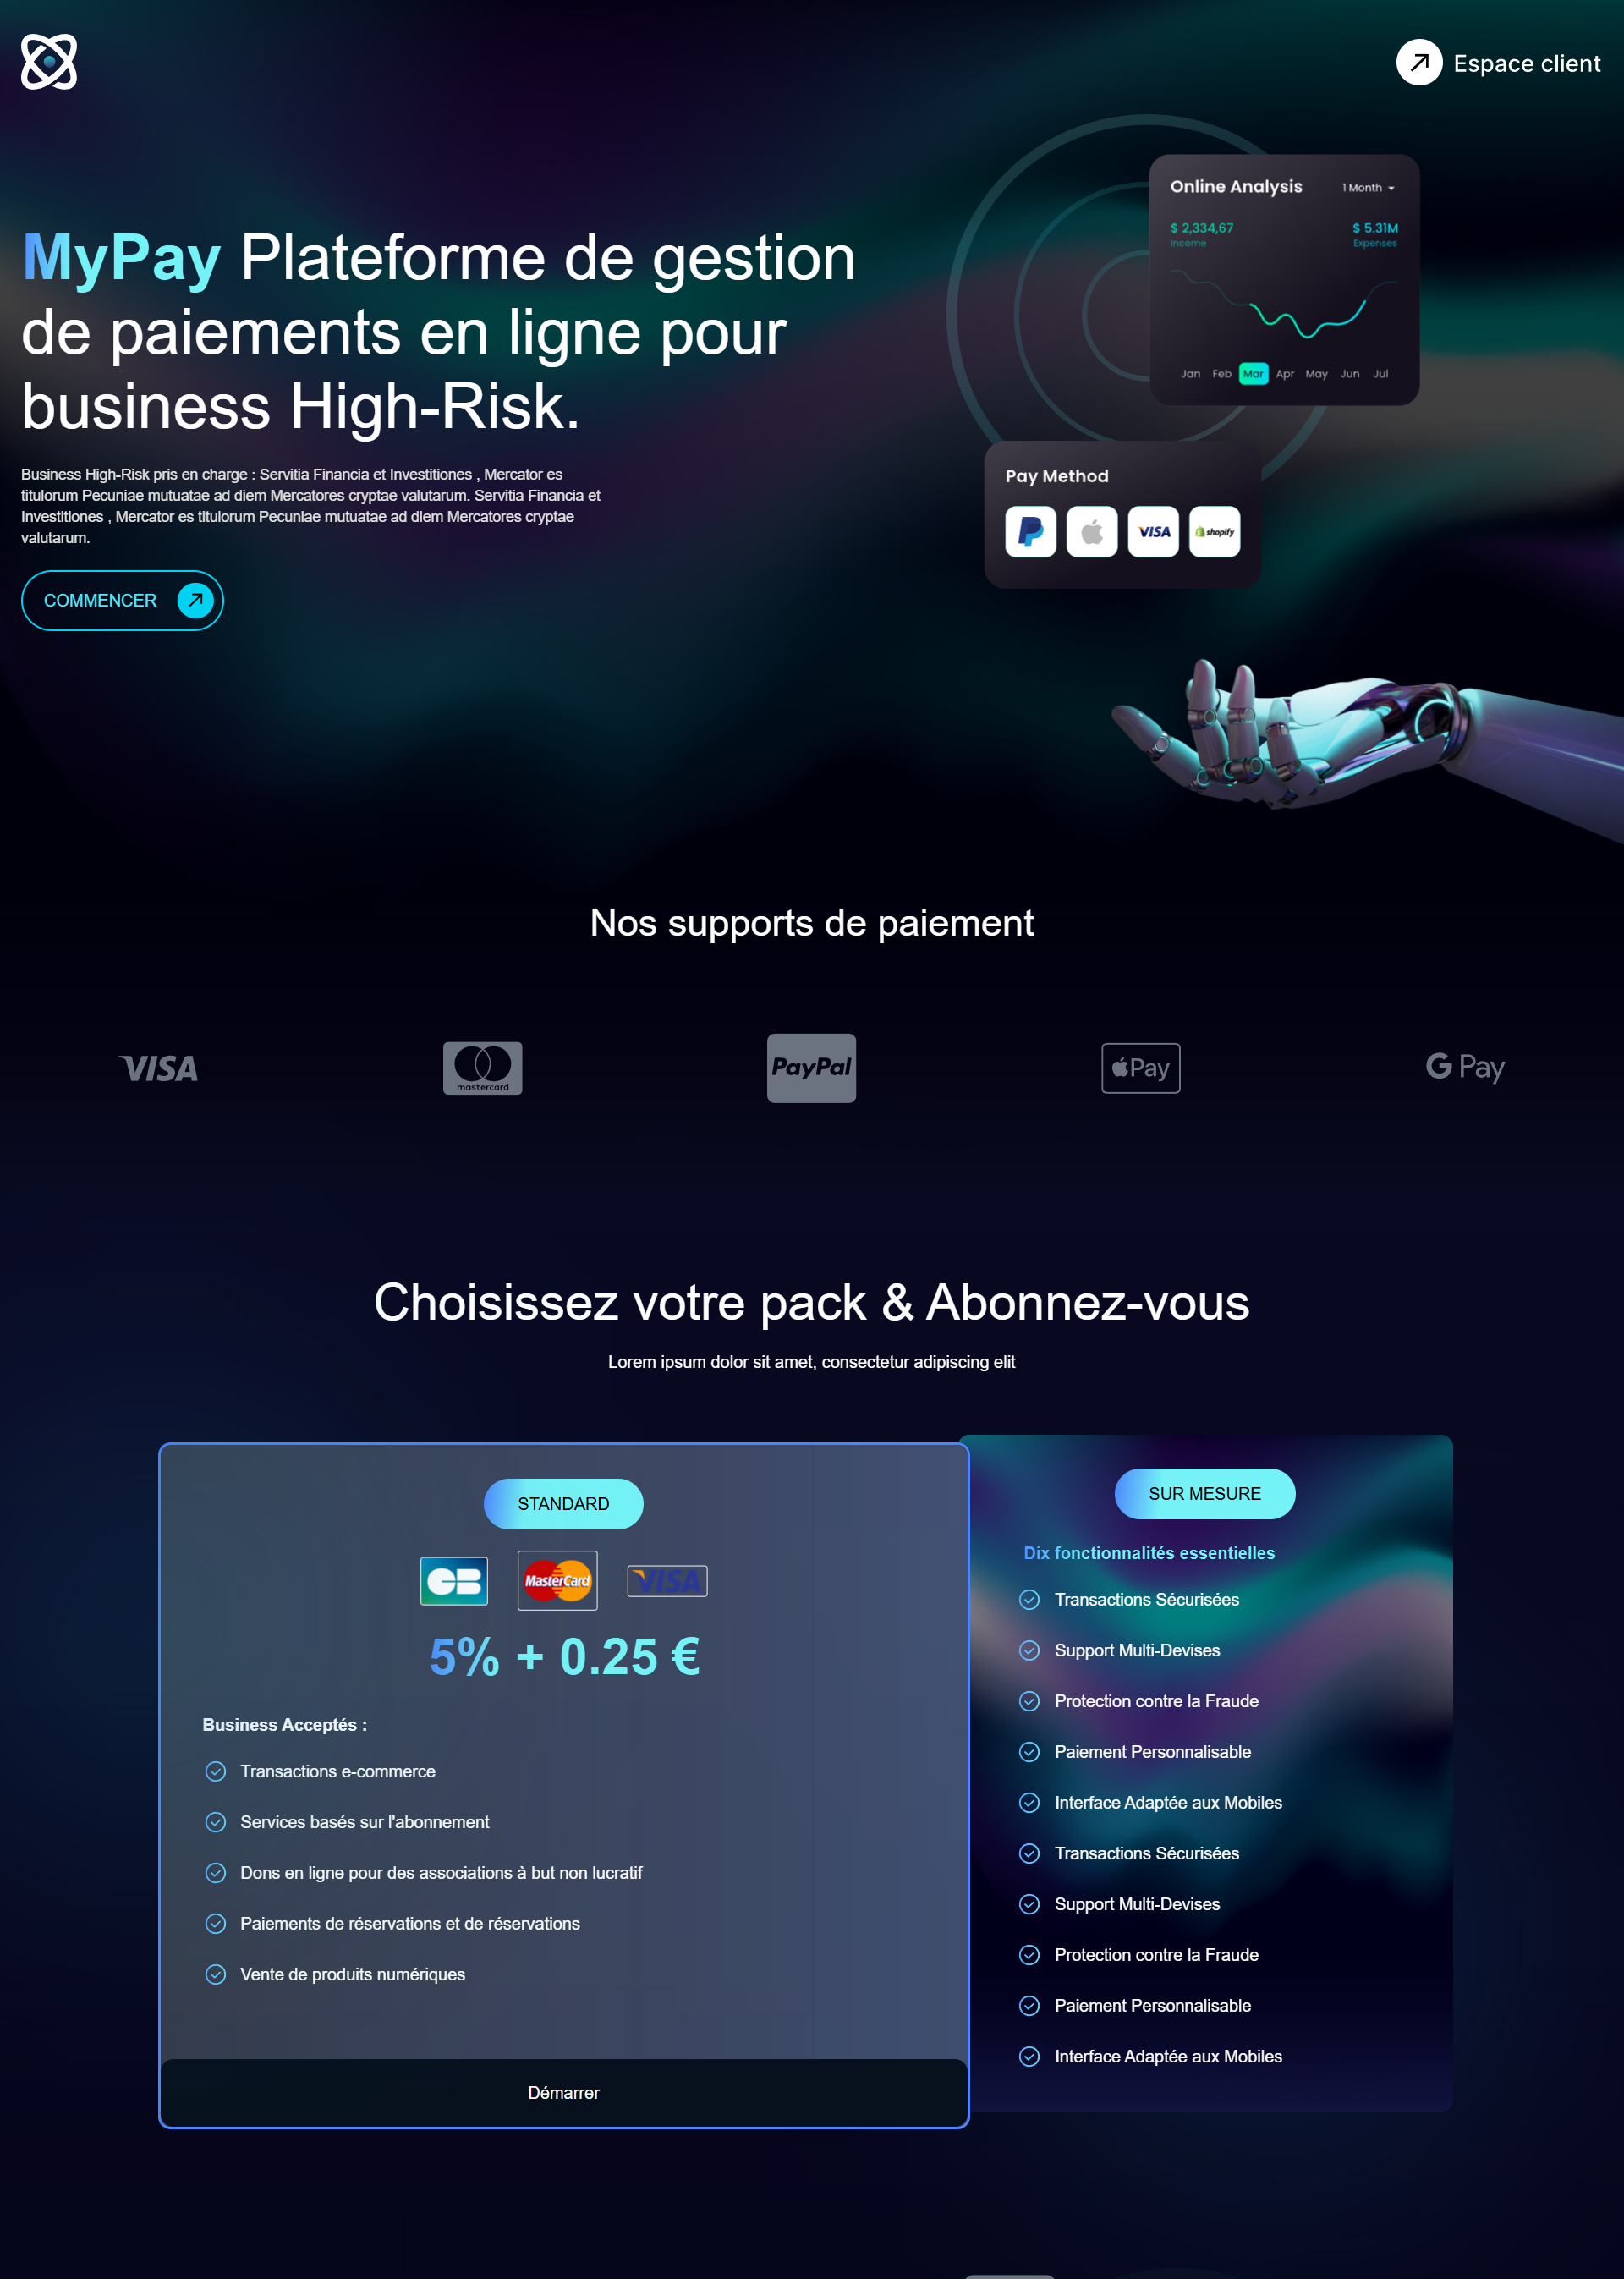 Espace client
Online Analysis
1 Month
$ 2,334,67
$ 5.31M
Income
Expenses
Jan Feb Mar Apr May Jun Jul
MyPay Plateforme de gestion
de paiements en ligne pour
business High-Risk.
Business High-Risk pris en charge : Servitia Financia et Investitiones , Mercator es
titulorum Pecuniae mutuatae ad diem Mercatores cryptae valutarum. Servitia Financia et
Investitiones , Mercator es titulorum Pecuniae mutuatae ad diem Mercatores cryptae
valutarum.
COMMENCER
Pay Method
VISA
shopify
Nos supports de paiement
VISA
mastercard
PayPal
Pay
G Pay
Choisissez votre pack & Abonnez-vous
Lorem ipsum dolor sit amet, consectetur adipiscing elit
STANDARD
CB
MasterCard
VISA
5% + 0.25 €
Business Acceptés :
Transactions e-commerce
Services basés sur l'abonnement
Dons en ligne pour des associations à but non lucratif
Paiements de réservations et de réservations
Vente de produits numériques
Démarrer
SUR MESURE
Dix fonctionnalités essentielles
Transactions Sécurisées
Support Multi-Devises
Protection contre la Fraude
Paiement Personnalisable
Interface Adaptée aux Mobiles
Transactions Sécurisées
Support Multi-Devises
Protection contre la Fraude
Paiement Personnalisable
Interface Adaptée aux Mobiles